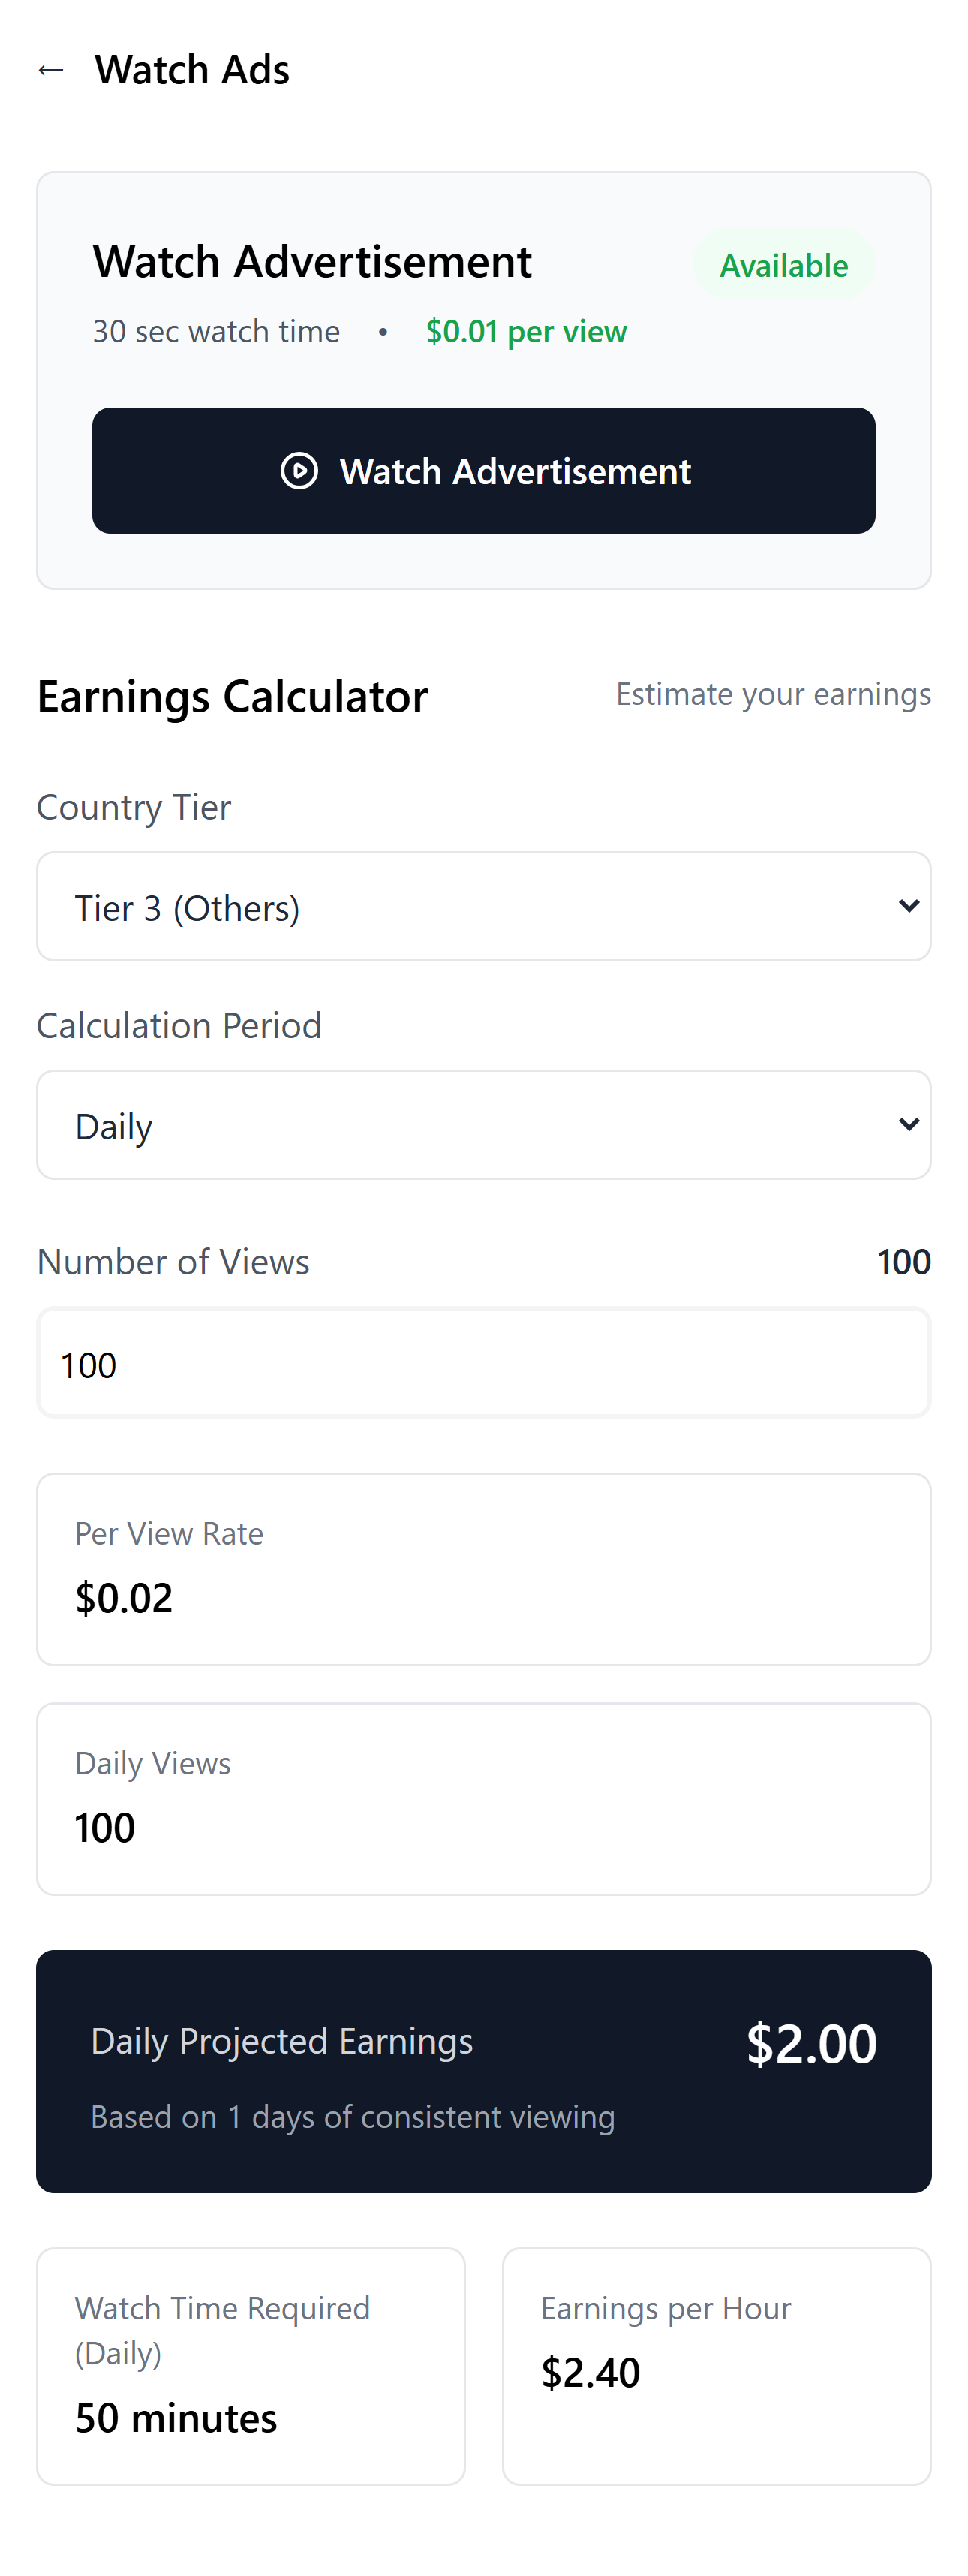 ← Watch Ads
Watch Advertisement
Available
30 sec watch time • $0.01 per view
Watch Advertisement
Earnings Calculator
Estimate your earnings
Country Tier
Tier 3 (Others)
Calculation Period
Daily
Number of Views
100
100
Per View Rate
$0.02
Daily Views
100
Daily Projected Earnings
$2.00
Based on 1 days of consistent viewing
Watch Time Required
(Daily)
50 minutes
Earnings per Hour
$2.40